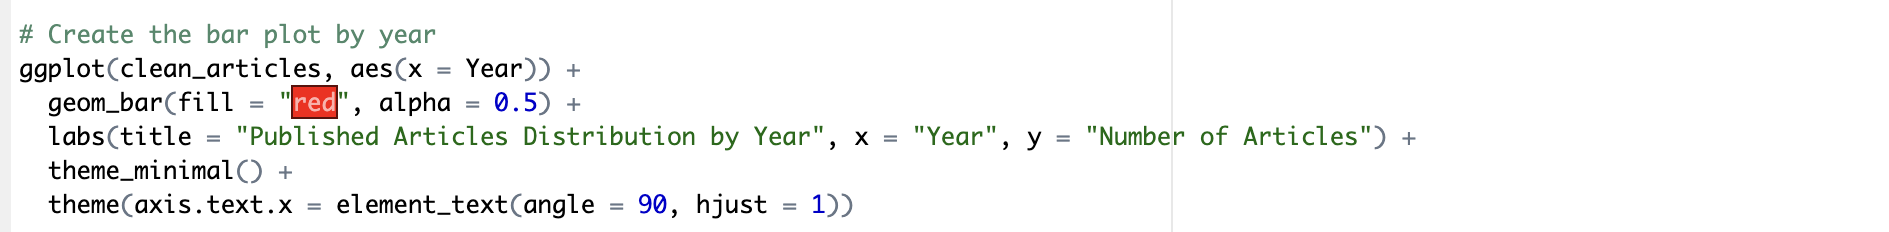 # Create the bar plot by year
ggplot(clean_articles, aes(x = Year)) +
  geom_bar(fill = "red", alpha = 0.5) +
  labs(title = "Published Articles Distribution by Year", x = "Year", y = "Number of Articles") +
  theme_minimal() +
  theme(axis.text.x = element_text(angle = 90, hjust = 1))